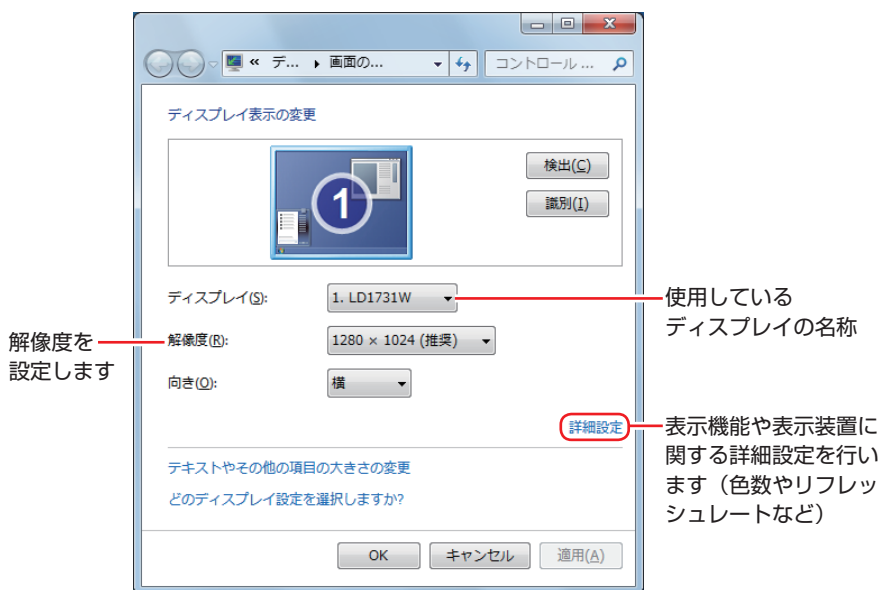 « デ... ▸ 画面の...
コントロール ...
ディスプレイ表示の変更
1
検出(C)
識別(I)
ディスプレイ(S):
1. LD1731W
使用している
ディスプレイの名称
解像度を
設定します
解像度(R):
1280 × 1024 (推奨)
向き(O):
横
詳細設定
表示機能や表示装置に
関する詳細設定を行い
ます(色数やリフレッ
シュレートなど)
テキストやその他の項目の大きさの変更
どのディスプレイ設定を選択しますか?
OK
キャンセル
適用(A)